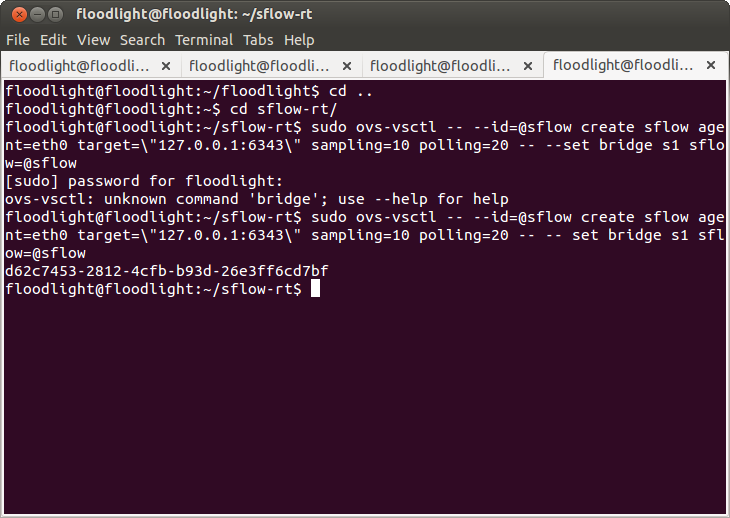 floodlight@floodlight: ~/sflow-rt
File Edit View Search Terminal Tabs Help
floodlight@floodli... floodlight@floodli... floodlight@floodli... floodlight@floodli...
floodlight@floodlight:~/floodlight$ cd ..
floodlight@floodlight:~$ cd sflow-rt/
floodlight@floodlight:~/sflow-rt$ sudo ovs-vsctl -- --id=@sflow create sflow age
nt=eth0 target=\"127.0.0.1:6343\" sampling=10 polling=20 -- --set bridge s1 sflo
w=@sflow
[sudo] password for floodlight:
ovs-vsctl: unknown command 'bridge'; use --help for help
floodlight@floodlight:~/sflow-rt$ sudo ovs-vsctl -- --id=@sflow create sflow age
nt=eth0 target=\"127.0.0.1:6343\" sampling=10 polling=20 -- -- set bridge s1 sfl
ow=@sflow
d62c7453-2812-4cfb-b93d-26e3ff6cd7bf
floodlight@floodlight:~/sflow-rt$